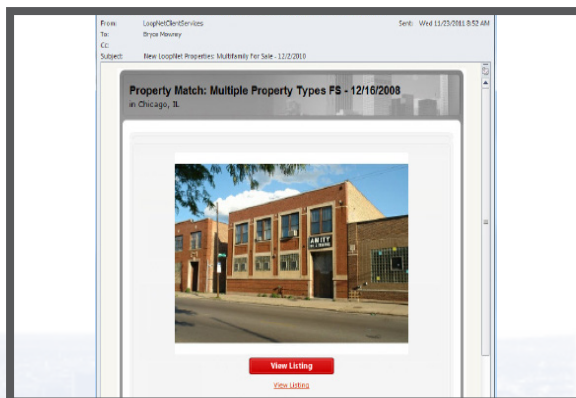 From: LoopNetClientServices Sent: Wed 11/23/2011 8:52 AM
To: Bryce Mowrey
Cc:
Subject: New LoopNet Properties: Multifamily For Sale - 12/2/2010
Property Match: Multiple Property Types FS - 12/16/2008
in Chicago, IL
AMITY
View Listing
View Listing